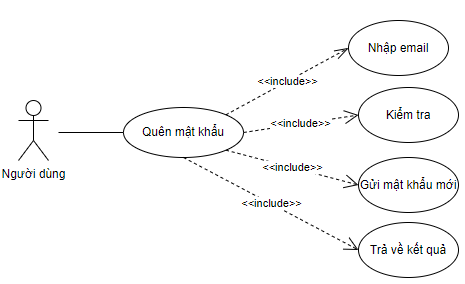 Nhập email
<<include>>
Kiểm tra
<<include>>
Quên mật khẩu
Người dùng
<<include>>
Gửi mật khẩu mới
<<include>>
Trả về kết quả